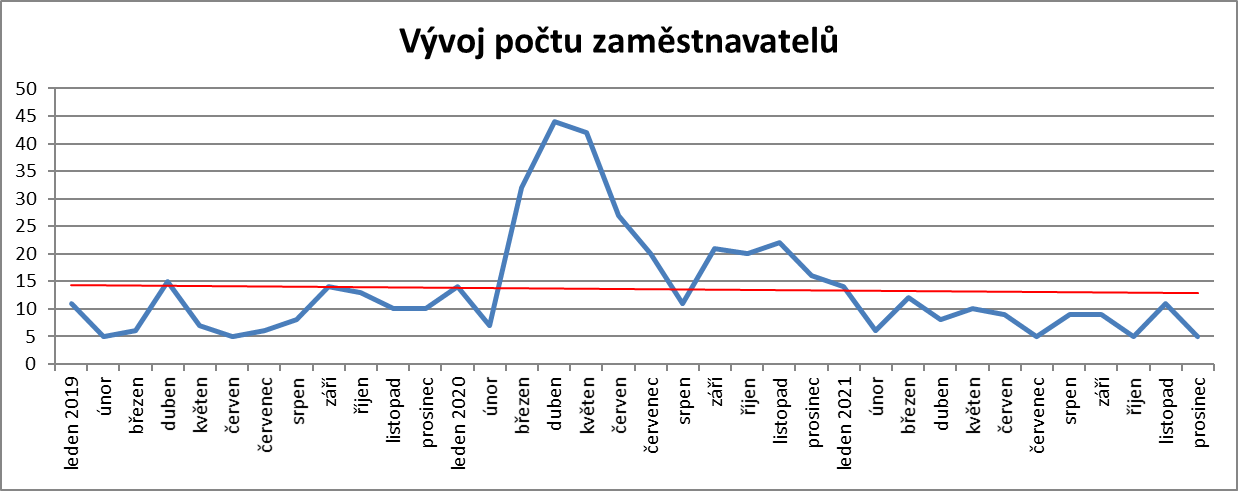 Vývoj počtu zaměstnavatelů
50
45
40
35
30
25
20
15
10
5
0
leden 2019
únor
březen
duben
květen
červen
červenec
srpen
září
říjen
listopad
prosinec
leden 2020
únor
březen
duben
květen
červen
červenec
srpen
září
říjen
listopad
prosinec
leden 2021
únor
březen
duben
květen
červen
červenec
srpen
září
říjen
listopad
prosinec